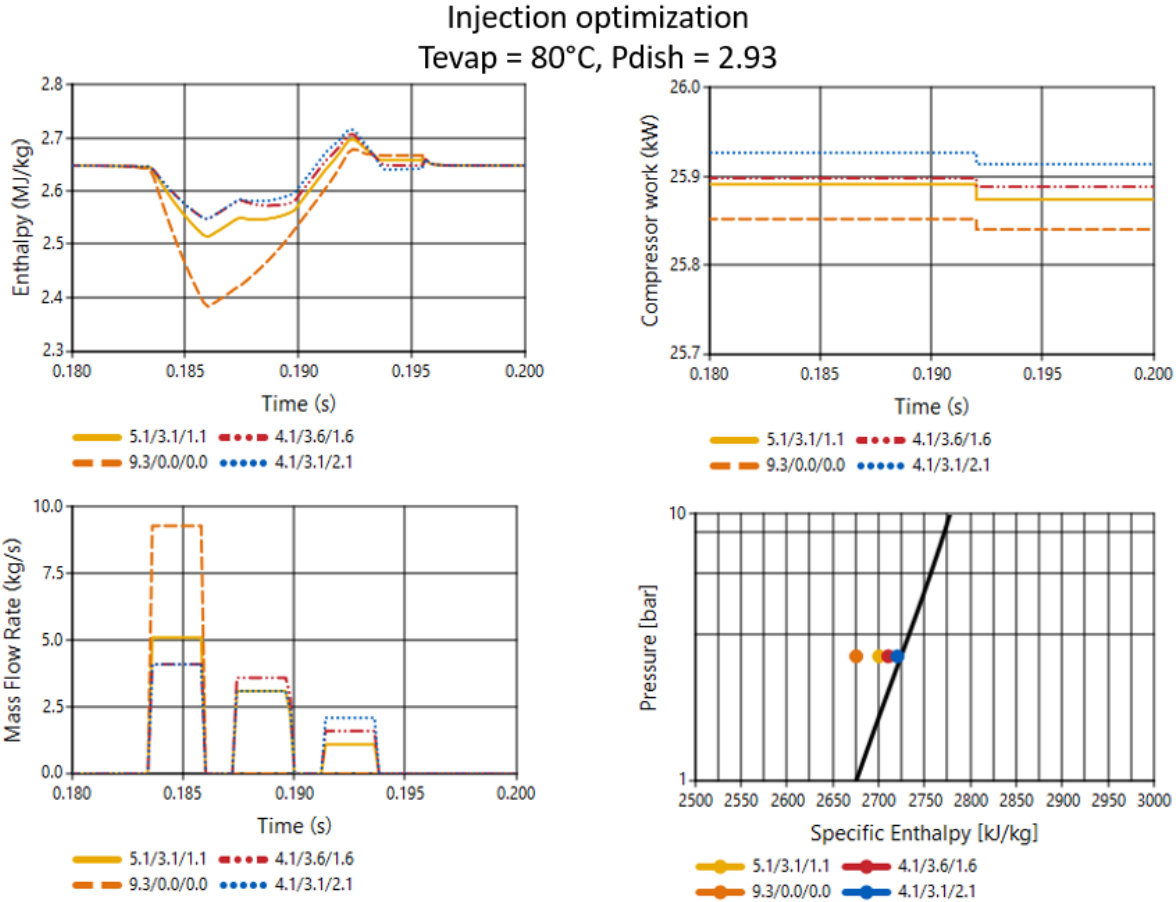 Injection optimization
Tevap = 80°C, Pdish = 2.93
Enthalpy (MJ/kg)
2.8
2.7
2.6
2.5
2.4
2.3
0.180 0.185 0.190 0.195 0.200
Time (s)
5.1/3.1/1.1 4.1/3.6/1.6
9.3/0.0/0.0 4.1/3.1/2.1
Compressor work (kW)
26.0
25.9
25.8
25.7
0.180 0.185 0.190 0.195 0.200
Time (s)
5.1/3.1/1.1 4.1/3.6/1.6
9.3/0.0/0.0 4.1/3.1/2.1
Mass Flow Rate (kg/s)
10.0
7.5
5.0
2.5
0.0
0.180 0.185 0.190 0.195 0.200
Time (s)
5.1/3.1/1.1 4.1/3.6/1.6
9.3/0.0/0.0 4.1/3.1/2.1
Pressure [bar]
10
1
2500 2550 2600 2650 2700 2750 2800 2850 2900 2950 3000
Specific Enthalpy [kJ/kg]
5.1/3.1/1.1 4.1/3.6/1.6
9.3/0.0/0.0 4.1/3.1/2.1